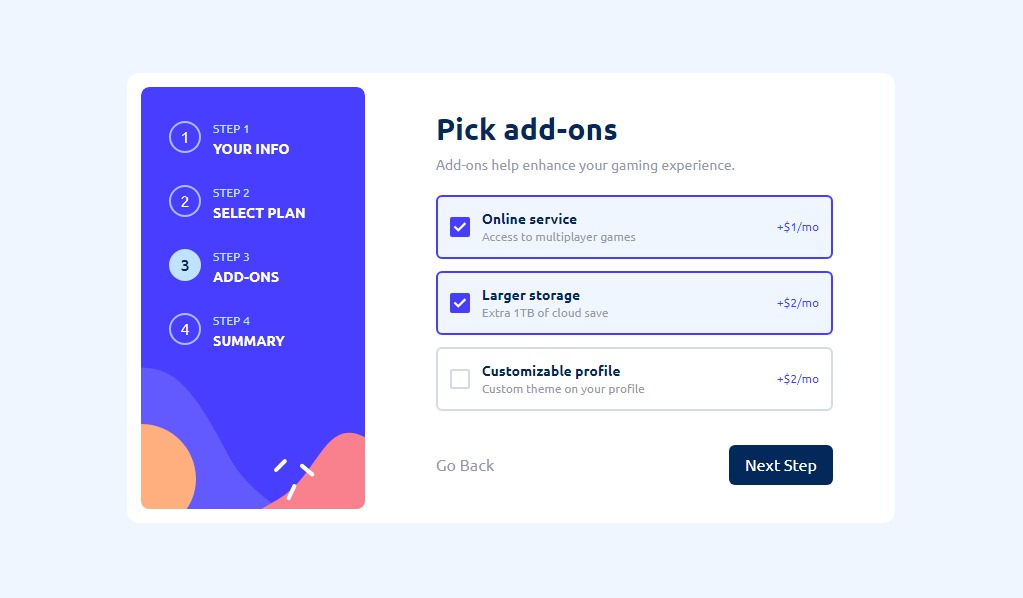 1
STEP 1
YOUR INFO
2
STEP 2
SELECT PLAN
3
STEP 3
ADD-ONS
4
STEP 4
SUMMARY
Pick add-ons
Add-ons help enhance your gaming experience.
Online service
Access to multiplayer games
+$1/mo
Larger storage
Extra 1TB of cloud save
+$2/mo
Customizable profile
Custom theme on your profile
+$2/mo
Go Back
Next Step